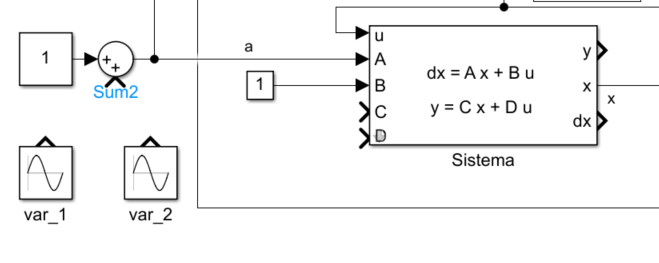 1
+
+
Sum2
a
1
u
A
B
C
D
dx = A x + B u
y = C x + D u
y
x
dx
x
Sistema
var_1
var_2